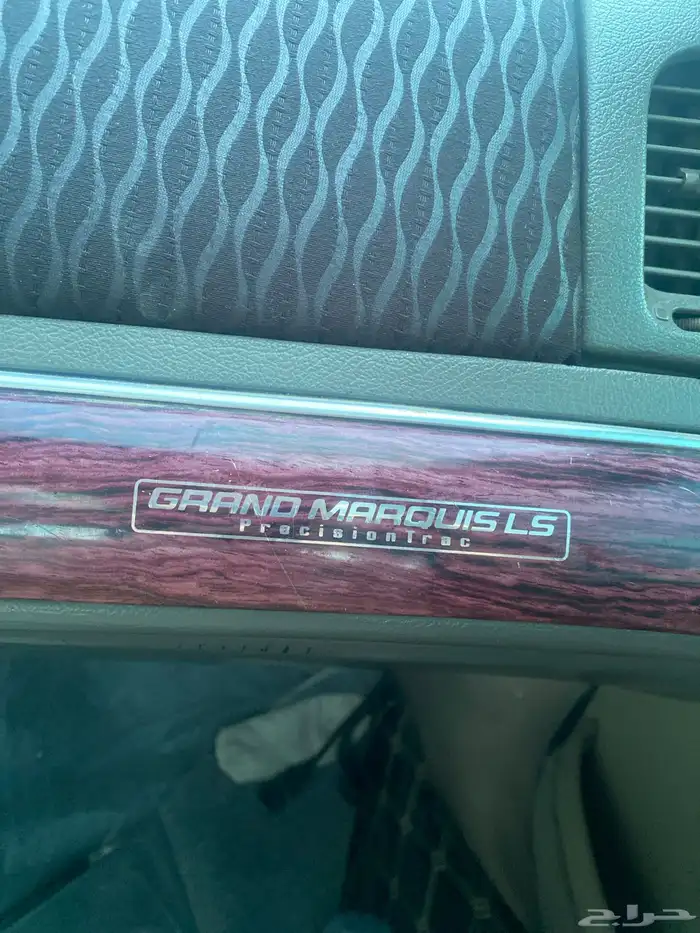 GRAND MARQUIS LS
PrecisionTrac
حراج